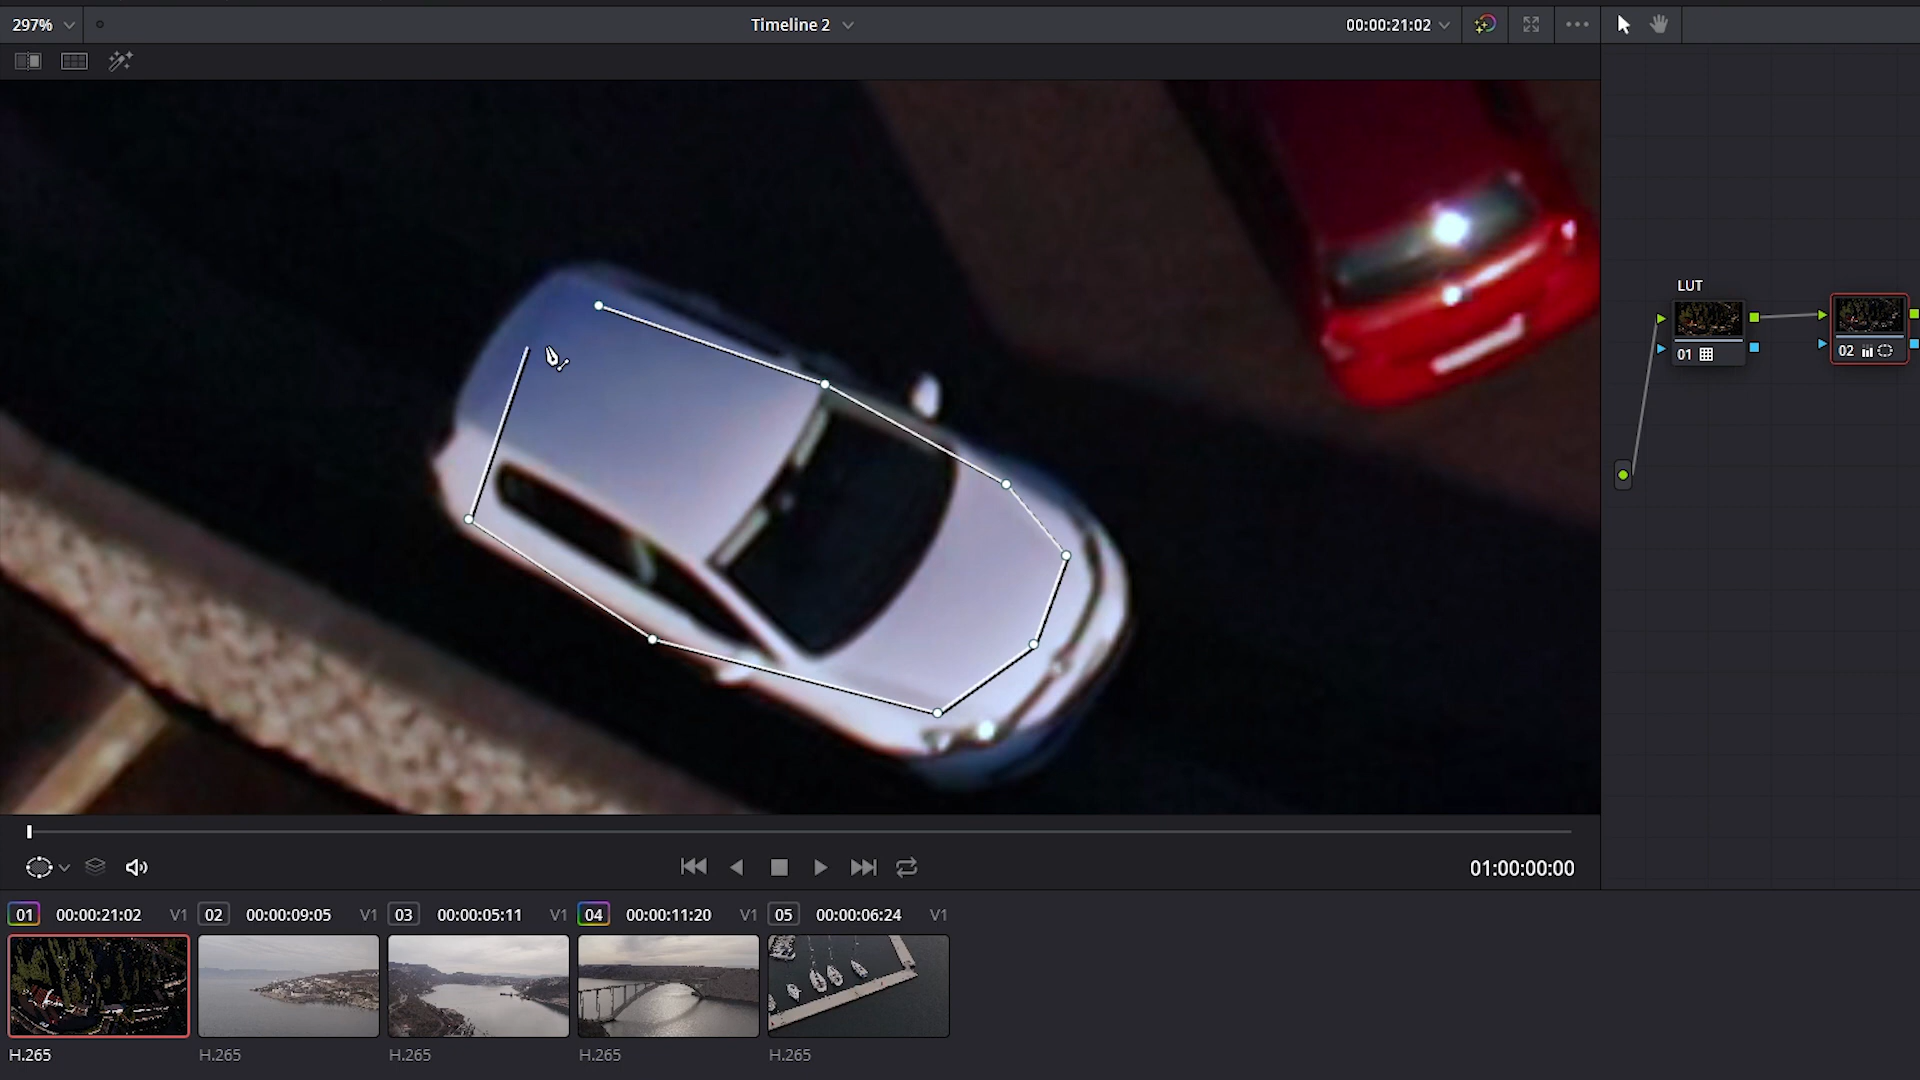 297%
Timeline 2
00:00:21:02
LUT
01
02
01:00:00:00
01 00:00:21:02 V1
02 00:00:09:05 V1
03 00:00:05:11 V1
04 00:00:11:20 V1
05 00:00:06:24 V1
H.265
H.265
H.265
H.265
H.265